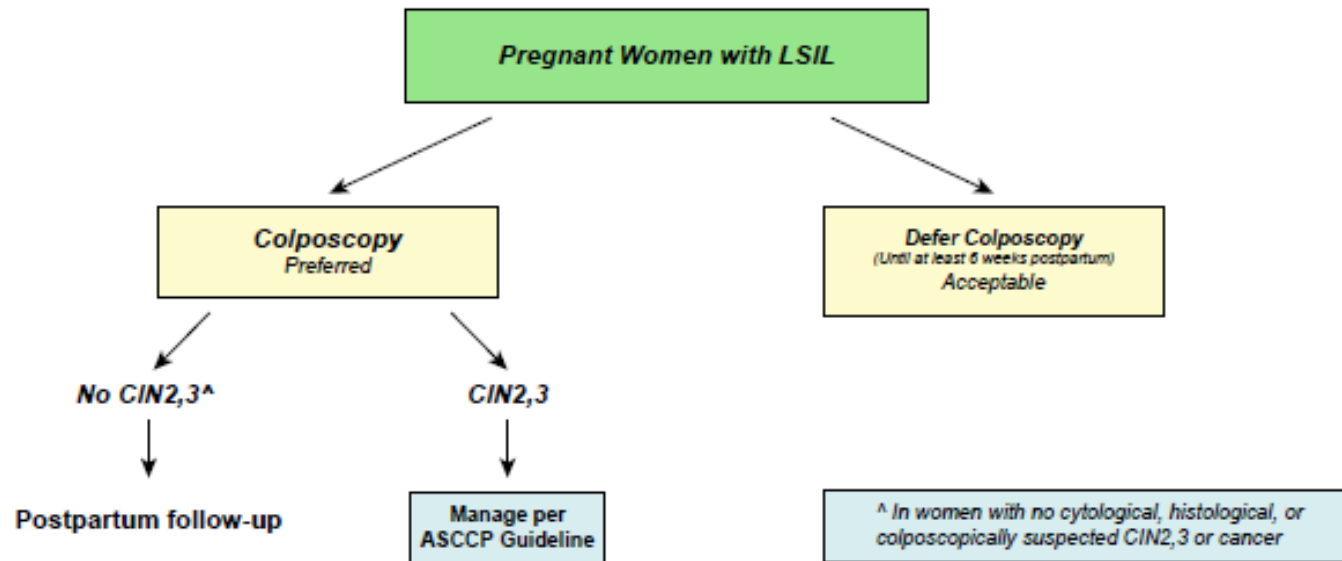 Pregnant Women with LSIL
Colposcopy
Preferred
Defer Colposcopy
(Until at least 6 weeks postpartum)
Acceptable
No CIN2,3^
CIN2,3
Postpartum follow-up
Manage per
ASCCP Guideline
^ In women with no cytological, histological, or
colposcopically suspected CIN2,3 or cancer